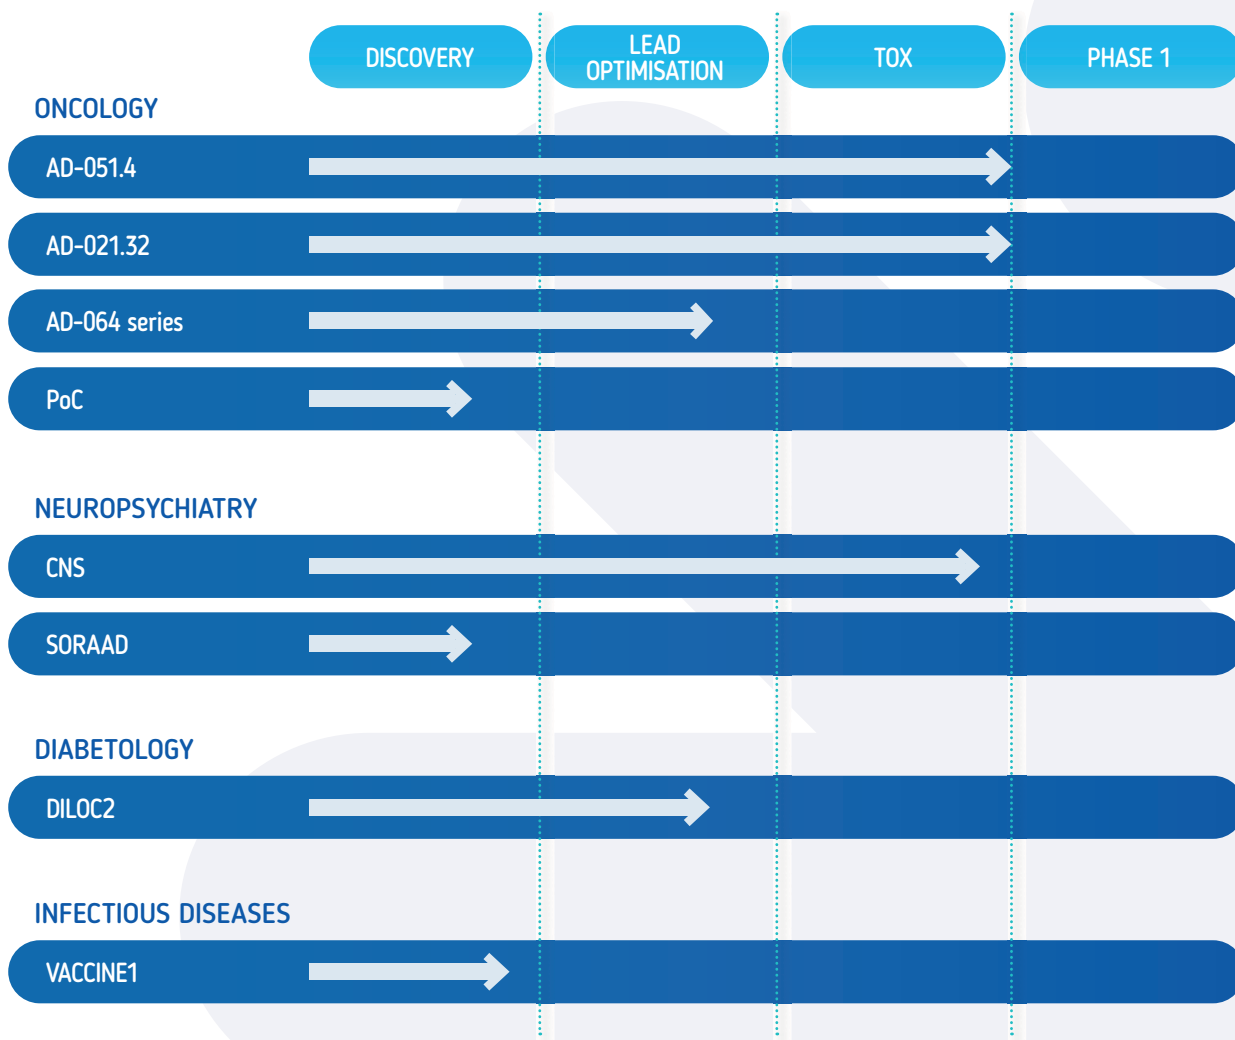 DISCOVERY
LEAD
OPTIMISATION
TOX
PHASE 1
ONCOLOGY
AD-051.4
AD-021.32
AD-064 series
PoC
NEUROPSYCHIATRY
CNS
SORAAD
DIABETOLOGY
DILOC2
INFECTIOUS DISEASES
VACCINE1